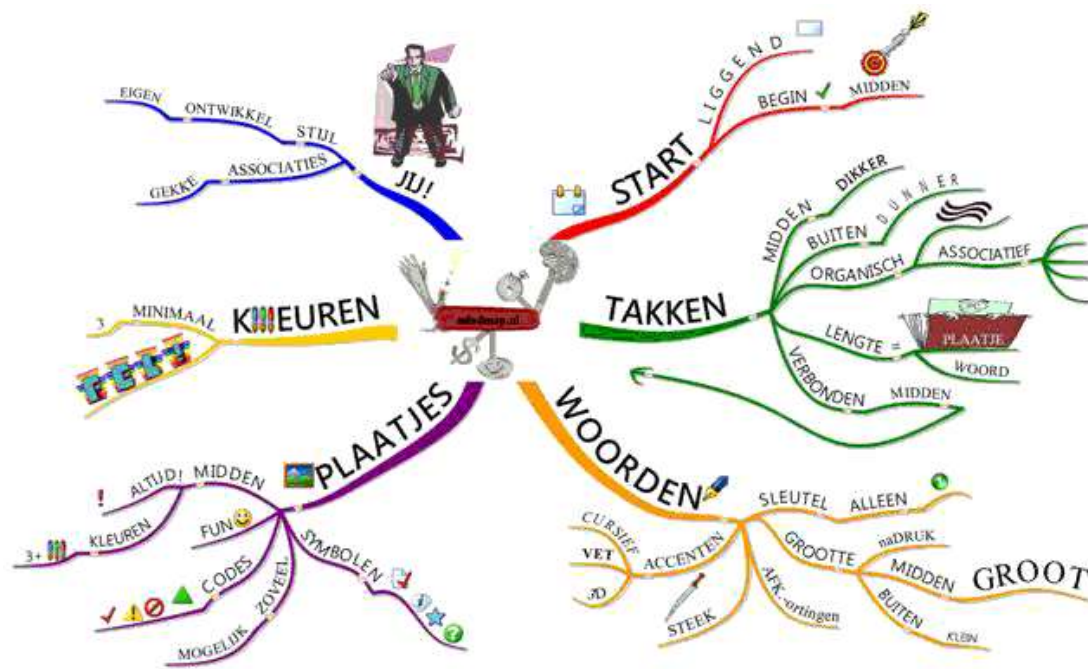 START
LIGGEND
BEGIN
MIDDEN
TAKKEN
MIDDEN
DIKKER
BUITEN
DUNNER
ORGANISCH
ASSOCIATIEF
LENGTE =
PLAATJE
WOORD
VERBONDEN
MIDDEN
WOORDEN
SLEUTEL
ALLEEN
GROOTTE
naDRUK
MIDDEN
GROOT
BUITEN
KLEIN
AFK.-ortingen
STEEK
ACCENTEN
CURSIEF
VET
3D
PLAATJES
MIDDEN
ALTIJD!
KLEUREN
3+
FUN
CODES
ZOVEEL
MOGELIJK
SYMBOLEN
KLEUREN
MINIMAAL
3
JIJ!
STIJL
ONTWIKKEL
EIGEN
ASSOCIATIES
GEKKE